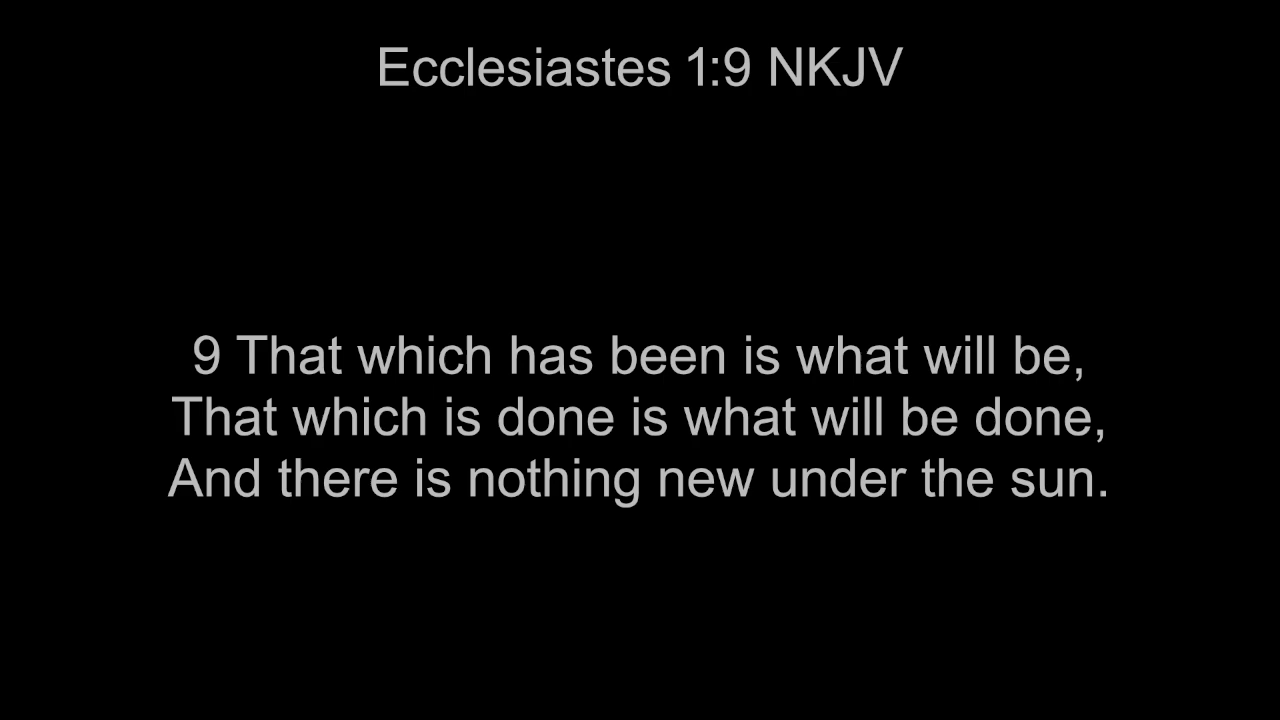 Ecclesiastes 1:9 NKJV
9 That which has been is what will be,
That which is done is what will be done,
And there is nothing new under the sun.